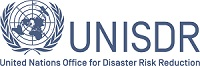 UNISDR
United Nations Office for Disaster Risk Reduction